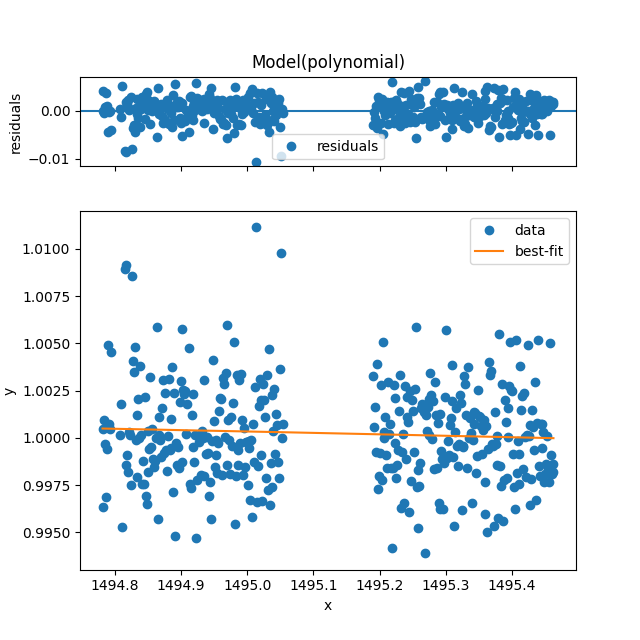 Model(polynomial)
0.00
−0.01
residuals
residuals
1.0100
1.0075
1.0050
1.0025
1.0000
0.9975
0.9950
y
data
best-fit
1494.8 1494.9 1495.0 1495.1 1495.2 1495.3 1495.4
x